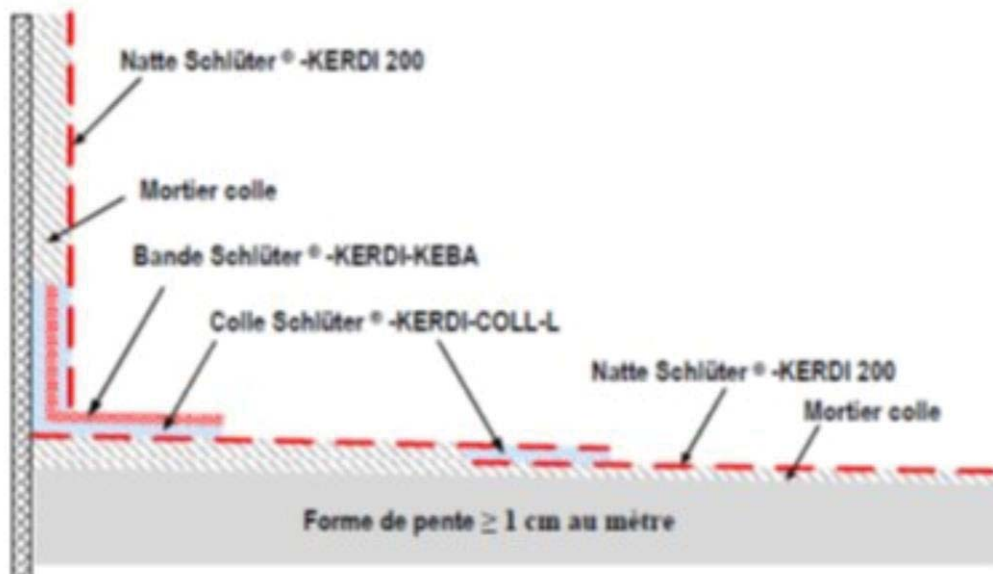 Natte Schlüter ® -KERDI 200
Mortier colle
Bande Schlüter ® -KERDI-KEBA
Colle Schlüter ® -KERDI-COLL-L
Natte Schlüter ® -KERDI 200
Mortier colle
Forme de pente ≥ 1 cm au mètre